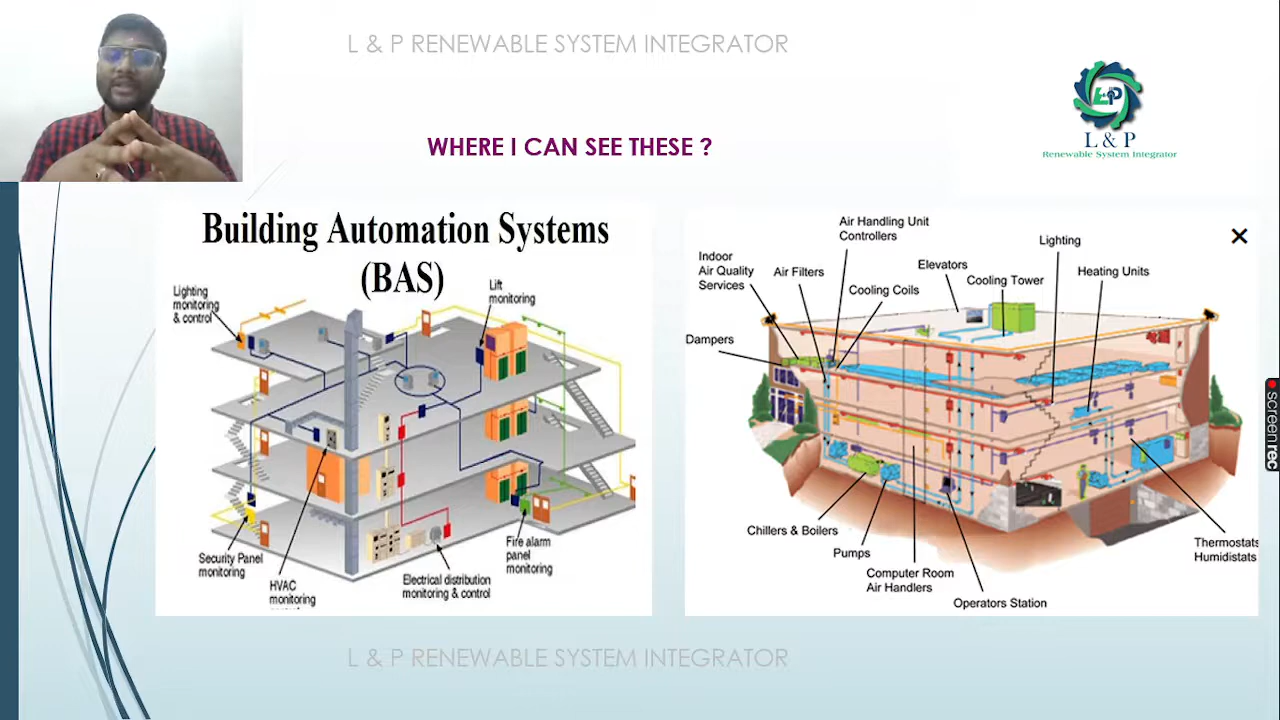 L & P RENEWABLE SYSTEM INTEGRATOR
L&P
L & P
Renewable System Integrator
WHERE I CAN SEE THESE ?
Building Automation Systems
(BAS)
Lighting
monitoring
& control
Lift
monitoring
Security Panel
monitoring
HVAC
monitoring
Electrical distribution
monitoring & control
Fire alarm
panel
monitoring
Air Handling Unit
Controllers
Indoor
Air Quality
Services
Air Filters
Cooling Coils
Elevators
Cooling Tower
Lighting
Heating Units
Dampers
Chillers & Boilers
Pumps
Computer Room
Air Handlers
Operators Station
Thermostats
Humidistats
screenrec
L & P RENEWABLE SYSTEM INTEGRATOR